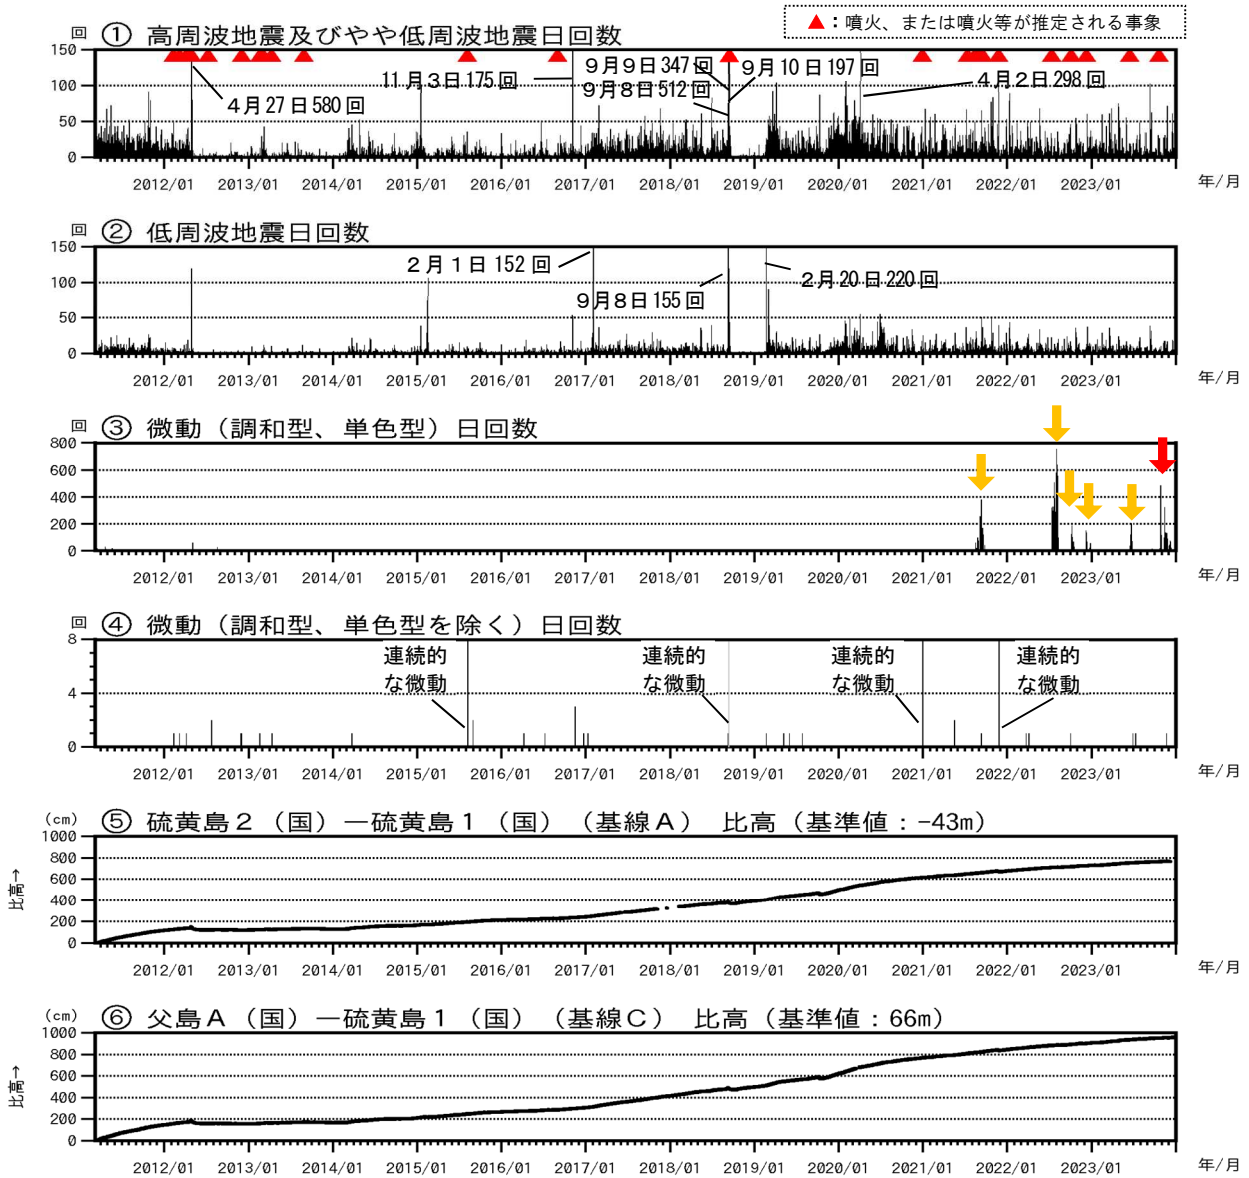 ▲：噴火、または噴火等が推定される事象
回 ① 高周波地震及びやや低周波地震日回数
150
100
50
0
4月27日580回
11月3日175回
9月9日347回
9月8日512回
9月10日197回
4月2日298回
2012/01 2013/01 2014/01 2015/01 2016/01 2017/01 2018/01 2019/01 2020/01 2021/01 2022/01 2023/01
年/月
回 ② 低周波地震日回数
150
100
50
0
2月1日152回
9月8日155回
2月20日220回
2012/01 2013/01 2014/01 2015/01 2016/01 2017/01 2018/01 2019/01 2020/01 2021/01 2022/01 2023/01
年/月
回 ③ 微動（調和型、単色型）日回数
800
600
400
200
0
2012/01 2013/01 2014/01 2015/01 2016/01 2017/01 2018/01 2019/01 2020/01 2021/01 2022/01 2023/01
年/月
回 ④ 微動（調和型、単色型を除く）日回数
8
4
0
連続的
な微動
連続的
な微動
連続的
な微動
連続的
な微動
2012/01 2013/01 2014/01 2015/01 2016/01 2017/01 2018/01 2019/01 2020/01 2021/01 2022/01 2023/01
年/月
(cm) ⑤ 硫黄島２（国）―硫黄島１（国）（基線Ａ） 比高（基準値：-43m）
1000
800
600
400
200
0
比高→
2012/01 2013/01 2014/01 2015/01 2016/01 2017/01 2018/01 2019/01 2020/01 2021/01 2022/01 2023/01
年/月
(cm) ⑥ 父島Ａ（国）―硫黄島１（国）（基線Ｃ） 比高（基準値：66m）
1000
800
600
400
200
0
比高→
2012/01 2013/01 2014/01 2015/01 2016/01 2017/01 2018/01 2019/01 2020/01 2021/01 2022/01 2023/01
年/月